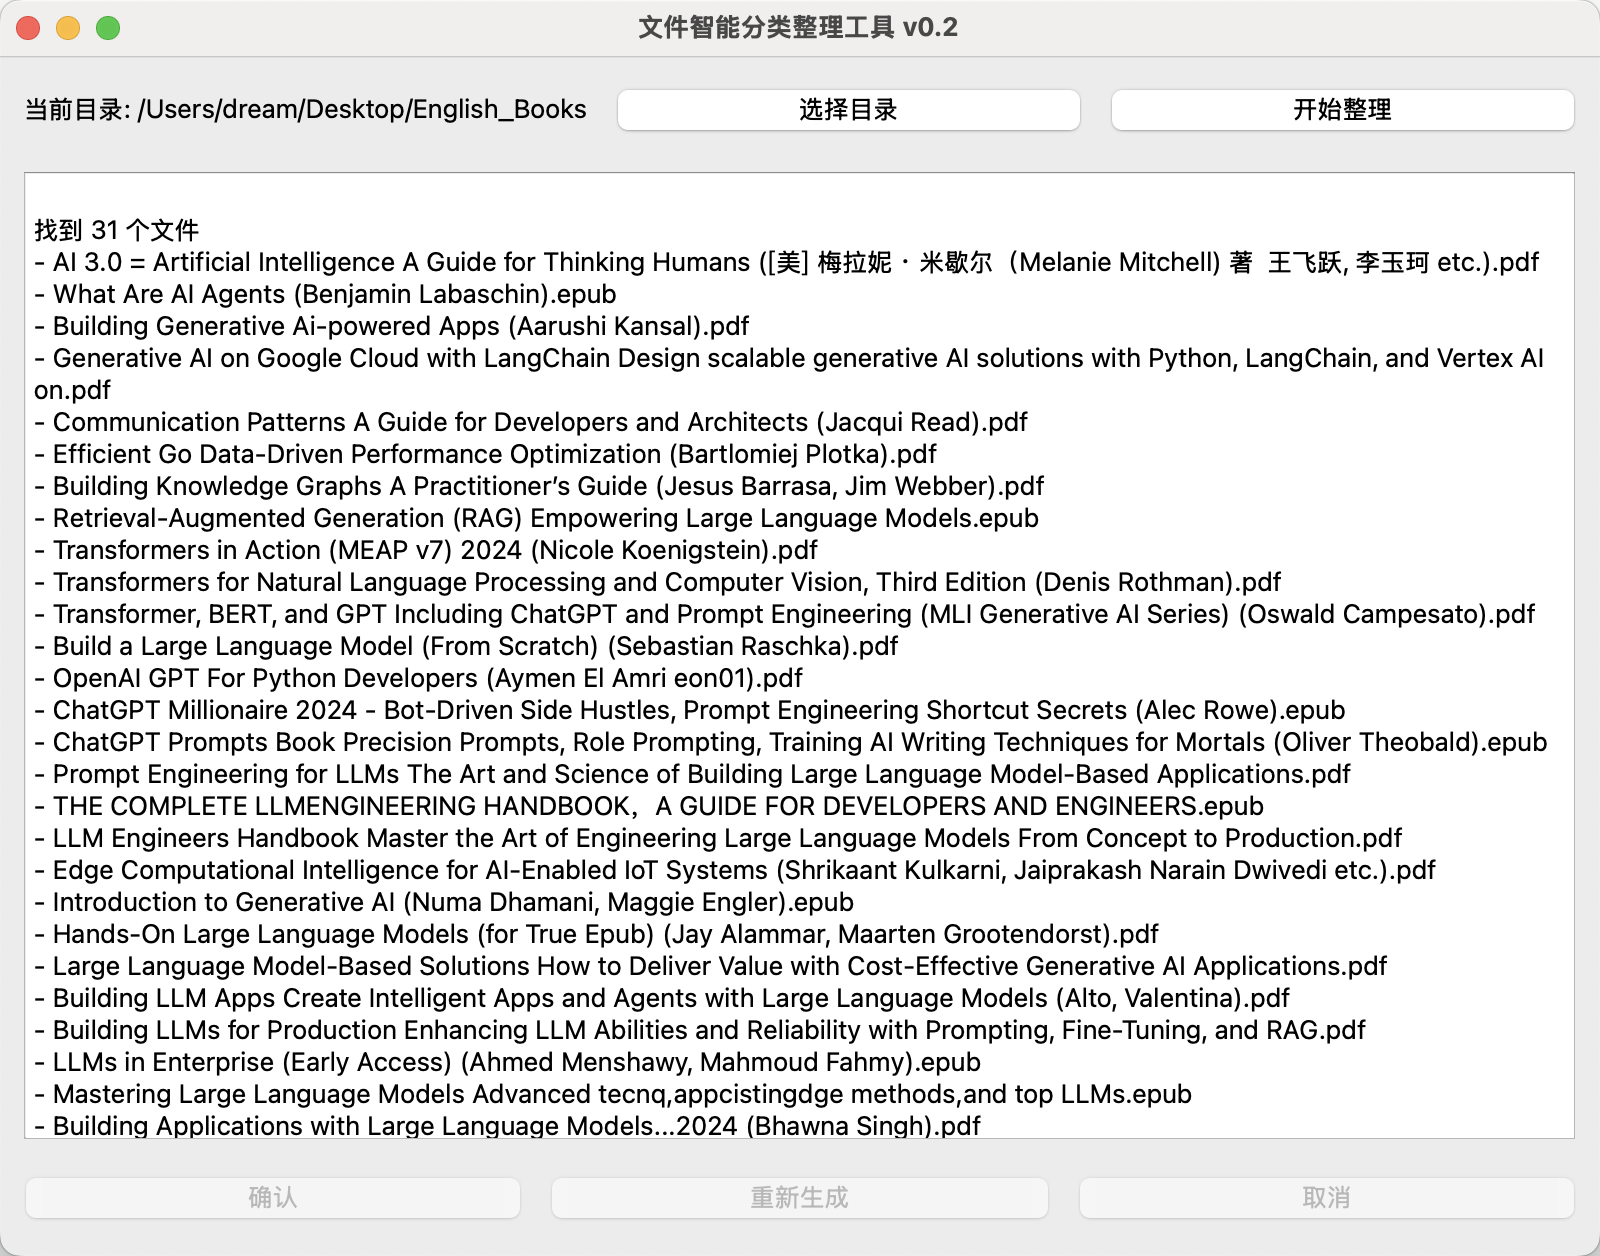 文件智能分类整理工具 v0.2
当前目录: /Users/dream/Desktop/English_Books
选择目录
开始整理
找到 31 个文件
- AI 3.0 = Artificial Intelligence A Guide for Thinking Humans ([美] 梅拉妮 · 米歇尔（Melanie Mitchell) 著  王飞跃, 李玉珂 etc.).pdf
- What Are AI Agents (Benjamin Labaschin).epub
- Building Generative Ai-powered Apps (Aarushi Kansal).pdf
- Generative AI on Google Cloud with LangChain Design scalable generative AI solutions with Python, LangChain, and Vertex AI
on.pdf
- Communication Patterns A Guide for Developers and Architects (Jacqui Read).pdf
- Efficient Go Data-Driven Performance Optimization (Bartlomiej Plotka).pdf
- Building Knowledge Graphs A Practitioner’s Guide (Jesus Barrasa, Jim Webber).pdf
- Retrieval-Augmented Generation (RAG) Empowering Large Language Models.epub
- Transformers in Action (MEAP v7) 2024 (Nicole Koenigstein).pdf
- Transformers for Natural Language Processing and Computer Vision, Third Edition (Denis Rothman).pdf
- Transformer, BERT, and GPT Including ChatGPT and Prompt Engineering (MLI Generative AI Series) (Oswald Campesato).pdf
- Build a Large Language Model (From Scratch) (Sebastian Raschka).pdf
- OpenAI GPT For Python Developers (Aymen El Amri eon01).pdf
- ChatGPT Millionaire 2024 - Bot-Driven Side Hustles, Prompt Engineering Shortcut Secrets (Alec Rowe).epub
- ChatGPT Prompts Book Precision Prompts, Role Prompting, Training AI Writing Techniques for Mortals (Oliver Theobald).epub
- Prompt Engineering for LLMs The Art and Science of Building Large Language Model-Based Applications.pdf
- THE COMPLETE LLMENGINEERING HANDBOOK，A GUIDE FOR DEVELOPERS AND ENGINEERS.epub
- LLM Engineers Handbook Master the Art of Engineering Large Language Models From Concept to Production.pdf
- Edge Computational Intelligence for AI-Enabled IoT Systems (Shrikaant Kulkarni, Jaiprakash Narain Dwivedi etc.).pdf
- Introduction to Generative AI (Numa Dhamani, Maggie Engler).epub
- Hands-On Large Language Models (for True Epub) (Jay Alammar, Maarten Grootendorst).pdf
- Large Language Model-Based Solutions How to Deliver Value with Cost-Effective Generative AI Applications.pdf
- Building LLM Apps Create Intelligent Apps and Agents with Large Language Models (Alto, Valentina).pdf
- Building LLMs for Production Enhancing LLM Abilities and Reliability with Prompting, Fine-Tuning, and RAG.pdf
- LLMs in Enterprise (Early Access) (Ahmed Menshawy, Mahmoud Fahmy).epub
- Mastering Large Language Models Advanced tecnq,appcistingdge methods,and top LLMs.epub
- Building Applications with Large Language Models...2024 (Bhawna Singh).pdf
确认
重新生成
取消